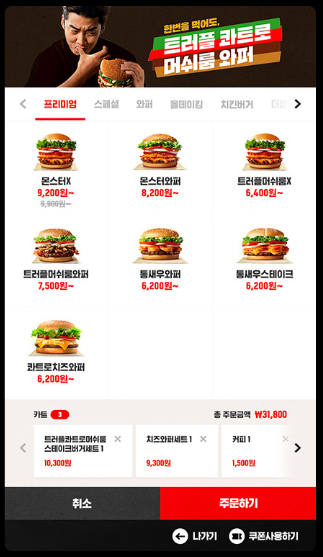 한번을 먹어도,
트러플 콰트로
머쉬룸 와퍼
프리미엄 스페셜 와퍼 올데이킹 치킨버거
몬스터X 몬스터와퍼 트러플머쉬룸X
9,200원~ 8,200원~ 6,400원~
9,900원~
트러플머쉬룸와퍼 통새우와퍼 통새우스테이크
7,500원~ 6,200원~ 6,200원~
콰트로치즈와퍼
6,200원~
카트 3 총 주문금액 ₩31,800
트러플콰트로머쉬룸 치즈와퍼세트 1 커피 1
스테이크버거세트 1
10,300원 9,300원 1,500원
취소 주문하기
나가기 쿠폰사용하기